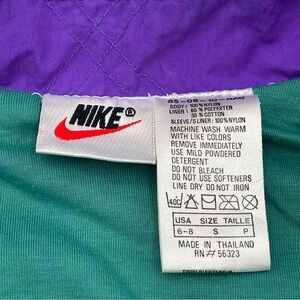 NIKE®
BODY: 100% NYLON
LINER: 65% POLYESTER
35% COTTON
SLEEVE/S LINER: 100% NYLON
MACHINE WASH WARM
WITH LIKE COLORS
REMOVE IMMEDIATELY
USE MILD POWDERED
DETERGENT
DO NOT BLEACH
DO NOT USE SOFTENERS
LINE DRY DO NOT IRON
40C
USA SIZE TAILLE
6-8 S P
MADE IN THAILAND
RN# 56323